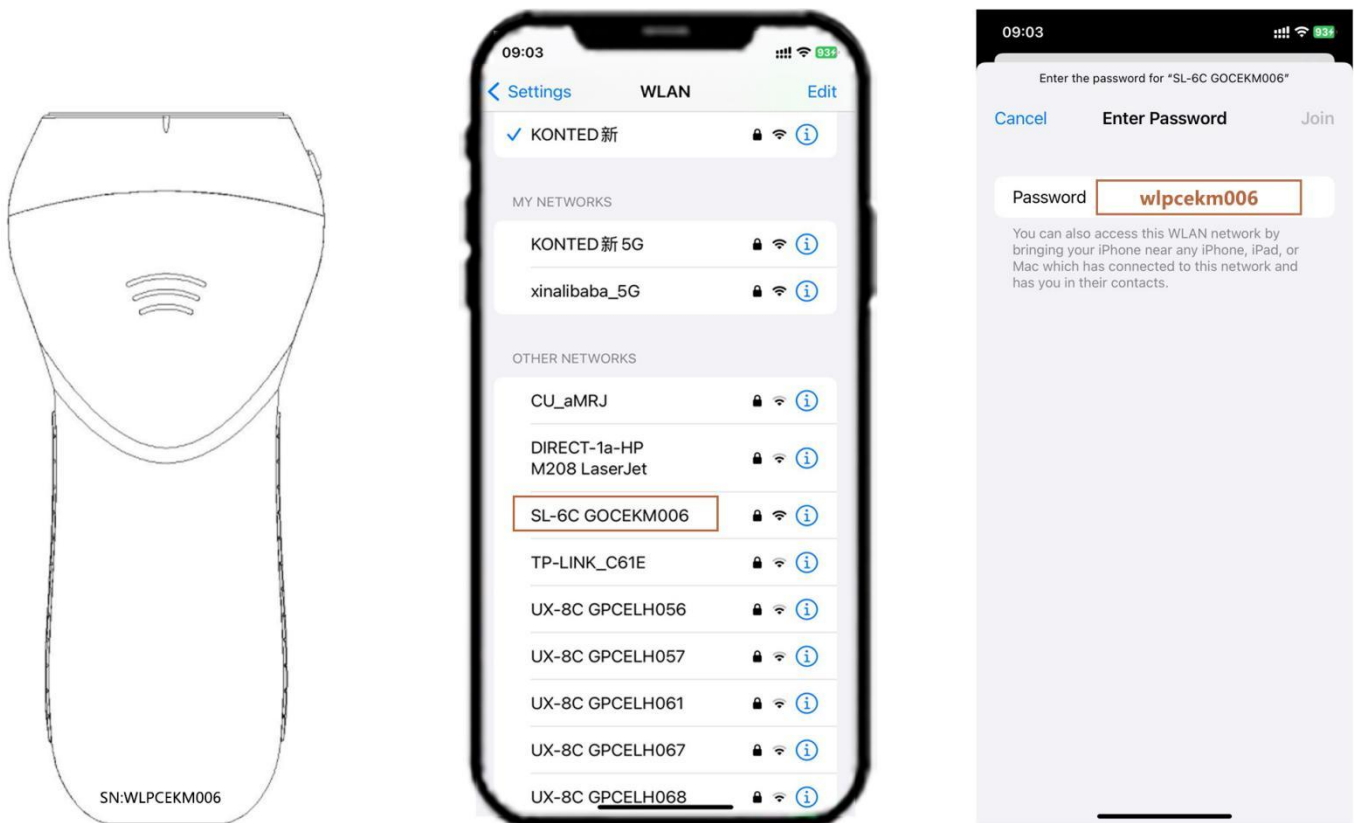 SN:WLPCEKM006
09:03
93
Settings
WLAN
Edit
KONTED新
MY NETWORKS
KONTED新 5G
xinalibaba_5G
OTHER NETWORKS
CU_aMRJ
DIRECT-1a-HP
M208 LaserJet
SL-6C GOCEKM006
TP-LINK_C61E
UX-8C GPCELH056
UX-8C GPCELH057
UX-8C GPCELH061
UX-8C GPCELH067
UX-8C GPCELH068
09:03
93
Enter the password for “SL-6C GOCEKM006”
Cancel
Enter Password
Join
Password wlpcekm006
You can also access this WLAN network by
bringing your iPhone near any iPhone, iPad, or
Mac which has connected to this network and
has you in their contacts.